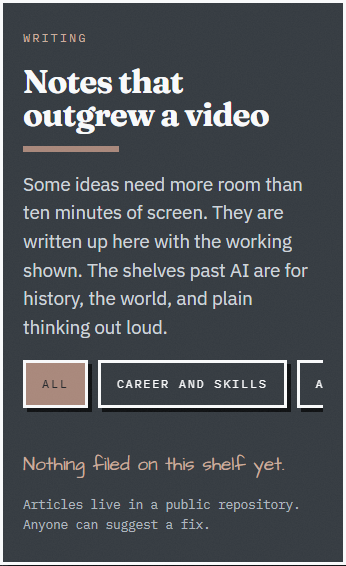 WRITING
Notes that
outgrew a video
Some ideas need more room than
ten minutes of screen. They are
written up here with the working
shown. The shelves past AI are for
history, the world, and plain
thinking out loud.
ALL CAREER AND SKILLS A
Nothing filed on this shelf yet.
Articles live in a public repository.
Anyone can suggest a fix.